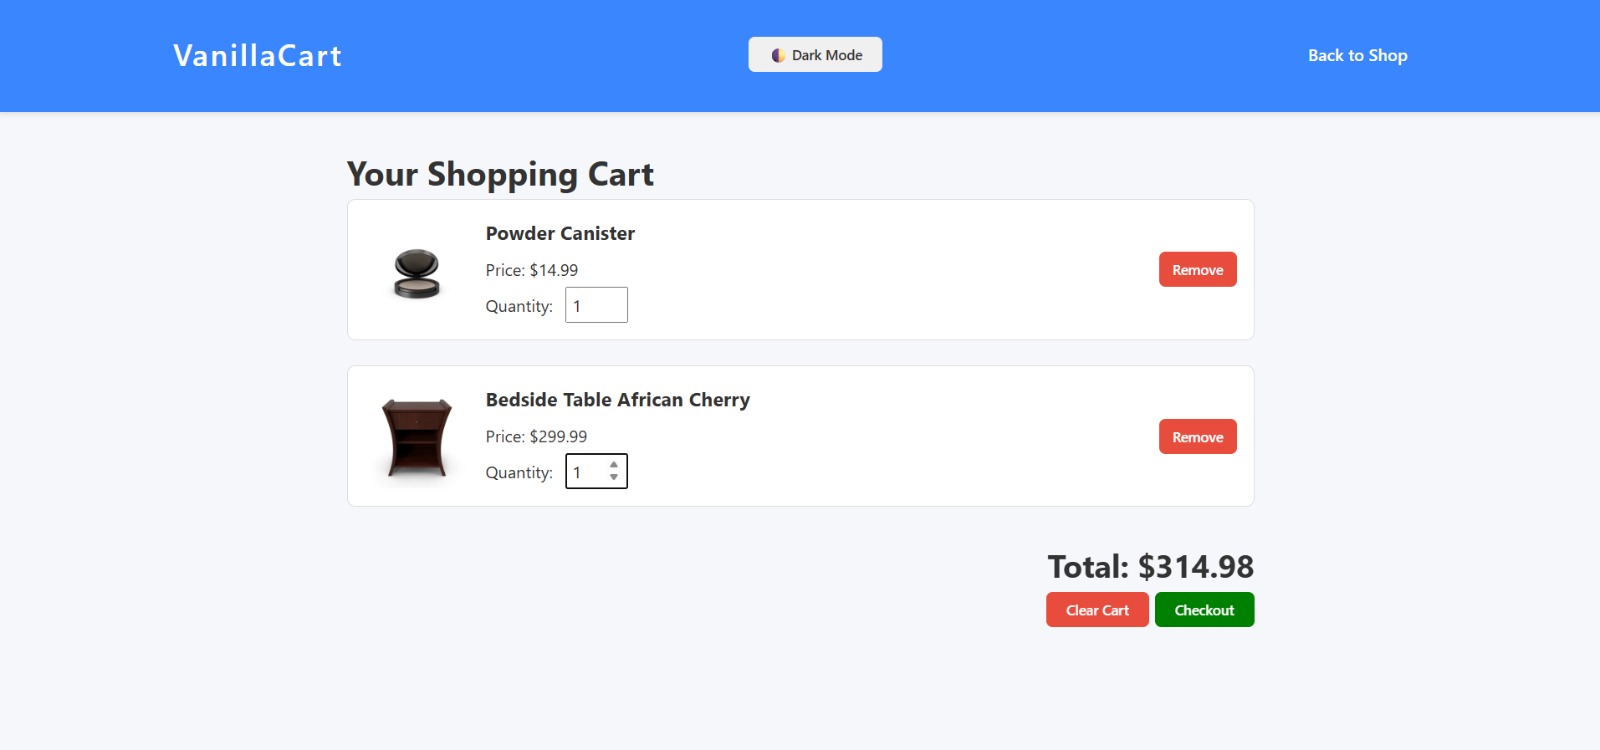 VanillaCart
Dark Mode
Back to Shop
Your Shopping Cart
Powder Canister
Price: $14.99
Quantity: 1
Remove
Bedside Table African Cherry
Price: $299.99
Quantity: 1
Remove
Total: $314.98
Clear Cart
Checkout